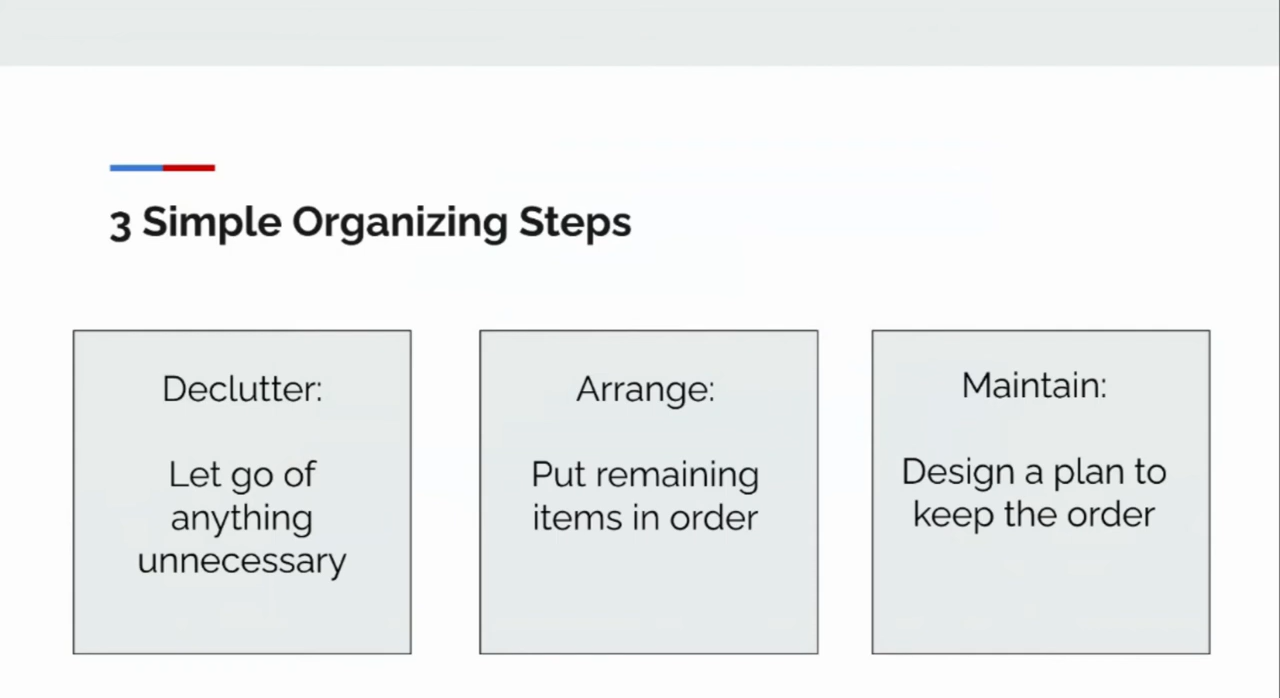 3 Simple Organizing Steps
Declutter:
Let go of
anything
unnecessary
Arrange:
Put remaining
items in order
Maintain:
Design a plan to
keep the order